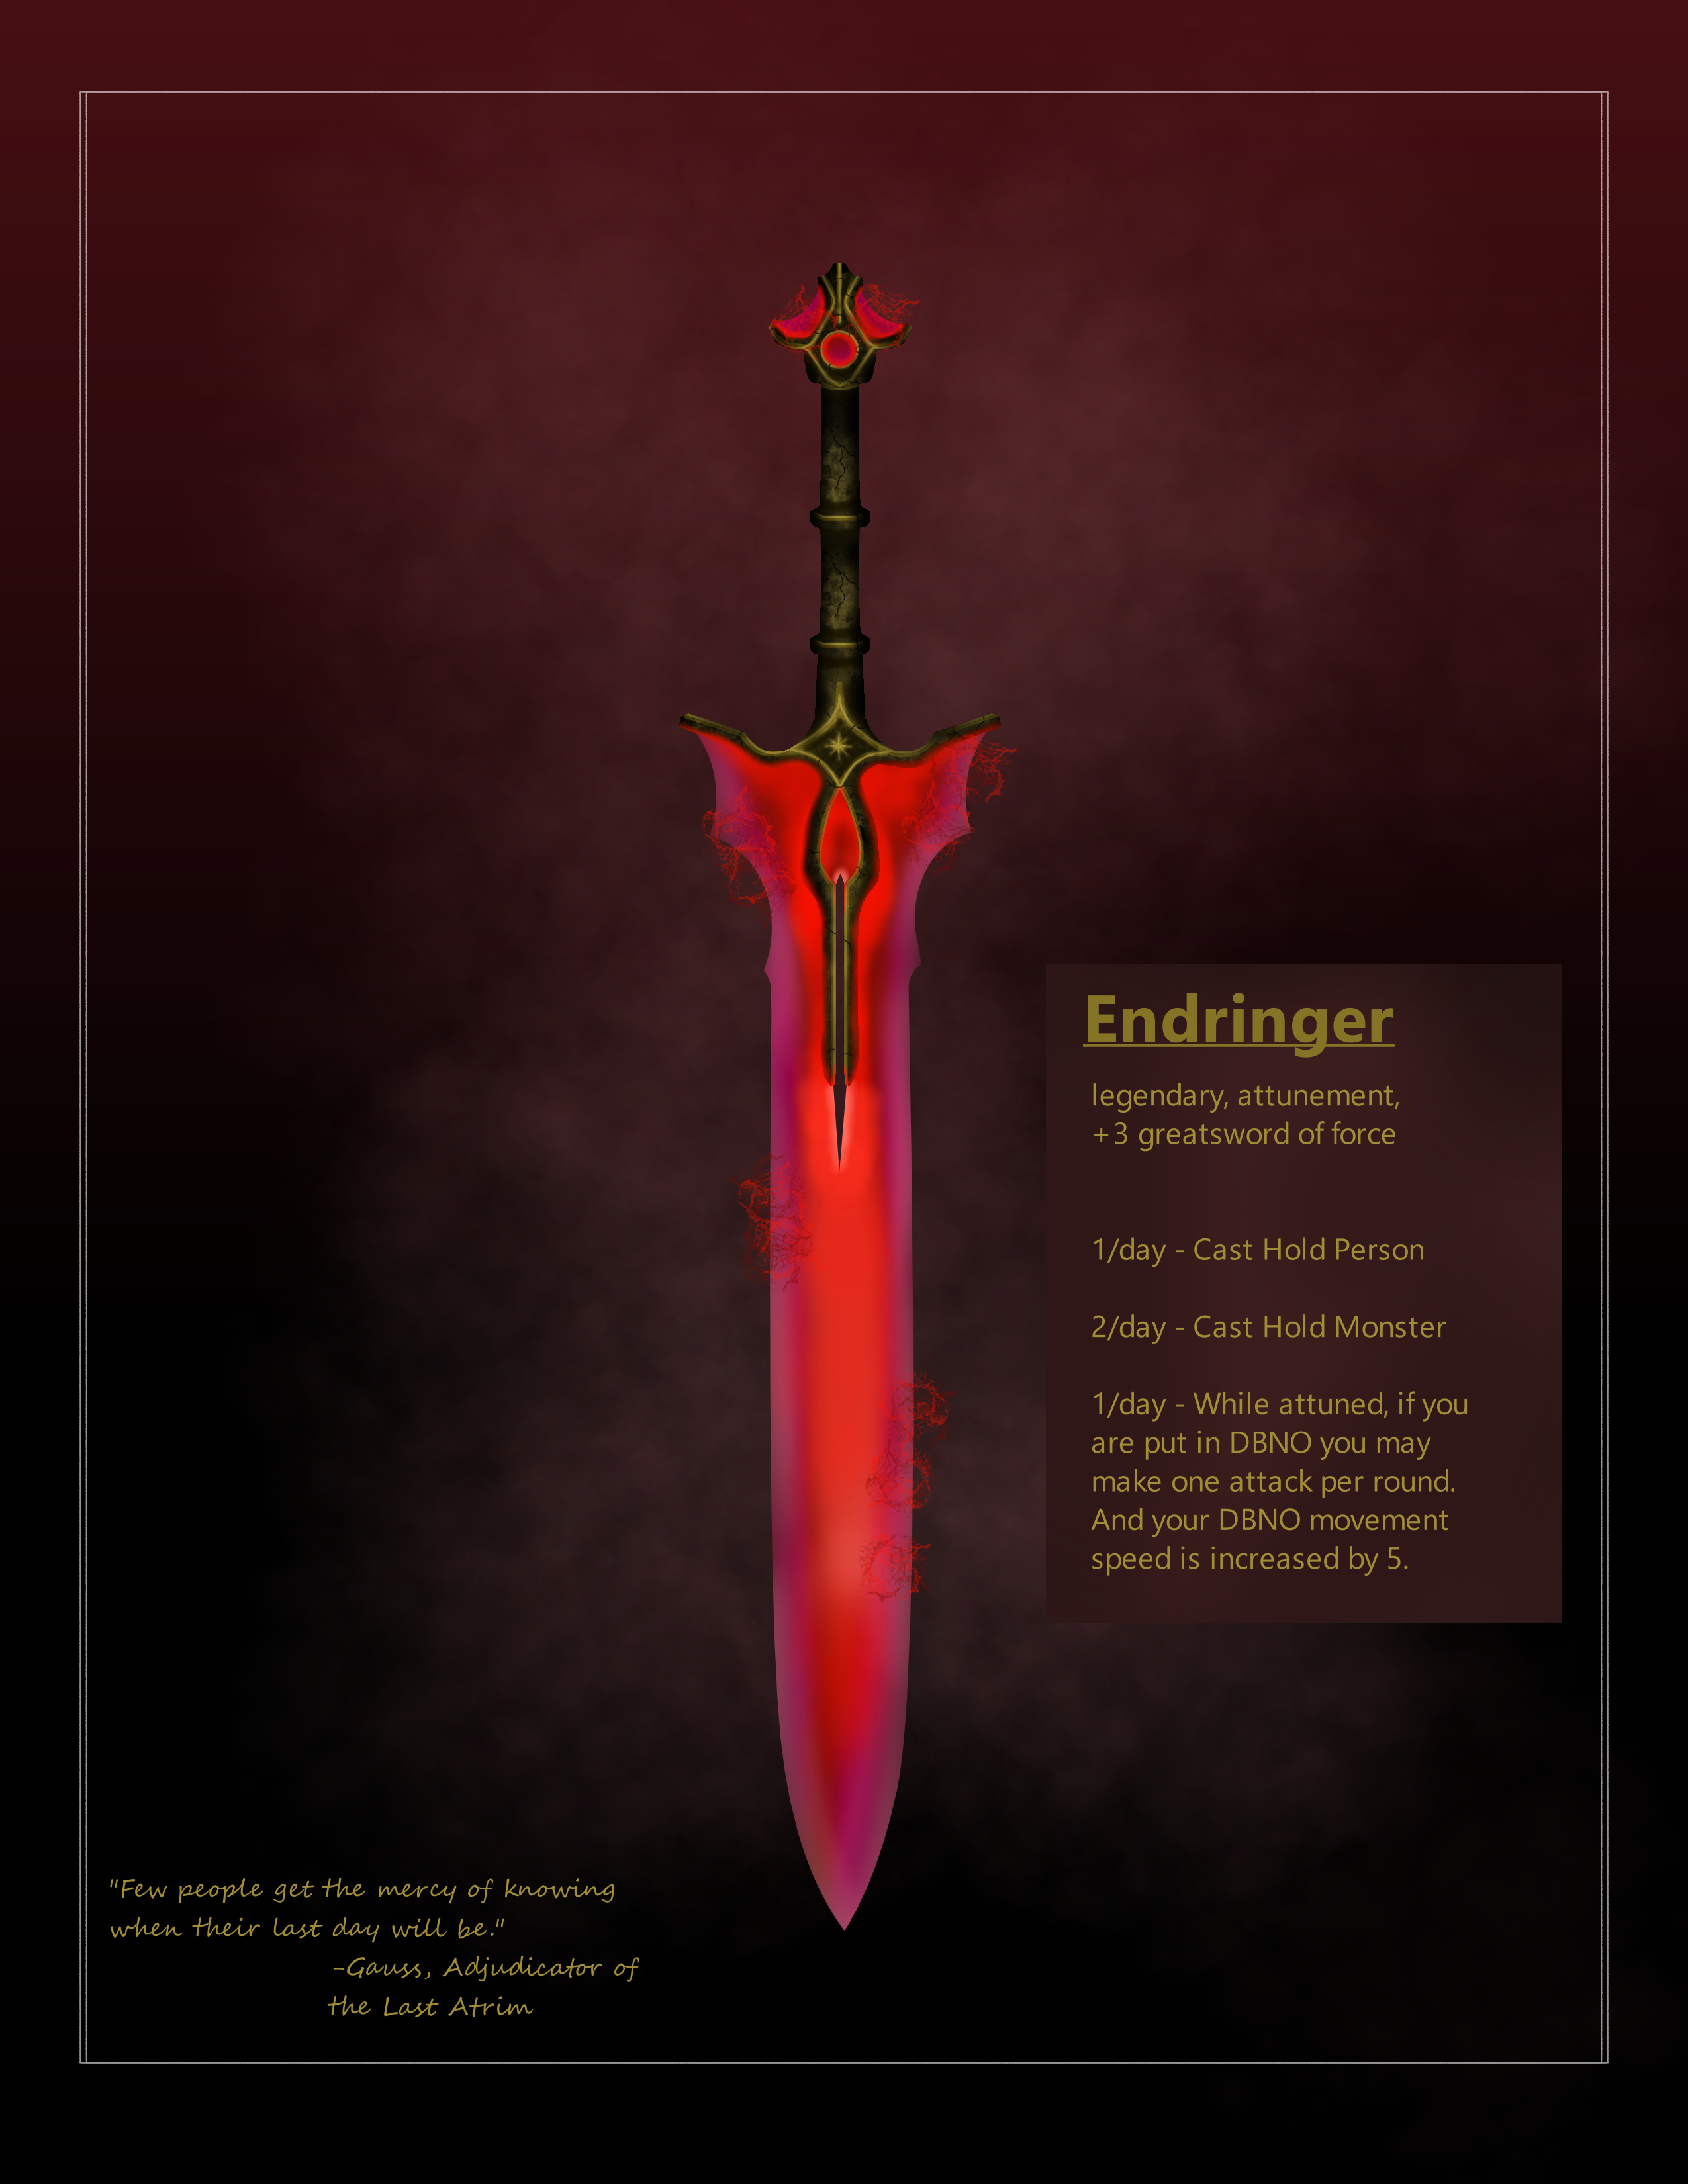 Endringer
legendary, attunement,
+3 greatsword of force
1/day - Cast Hold Person
2/day - Cast Hold Monster
1/day - While attuned, if you
are put in DBNO you may
make one attack per round.
And your DBNO movement
speed is increased by 5.
"Few people get the mercy of knowing
when their last day will be."
-Gauss, Adjudicator of
the Last Atrim